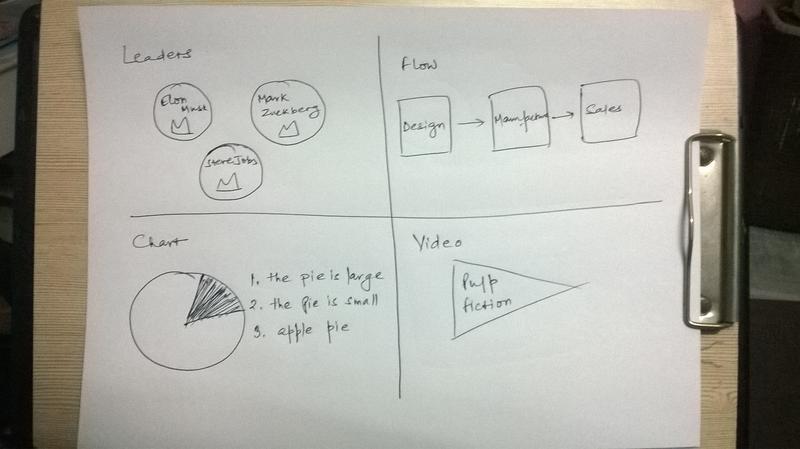 Leaders
Elon
Musk
Mark
Zuckberg
Steve Jobs
Flow
Design
Manufacture
Sales
Chart
1. the pie is large
2. the pie is small
3. apple pie
Video
Pulp
fiction